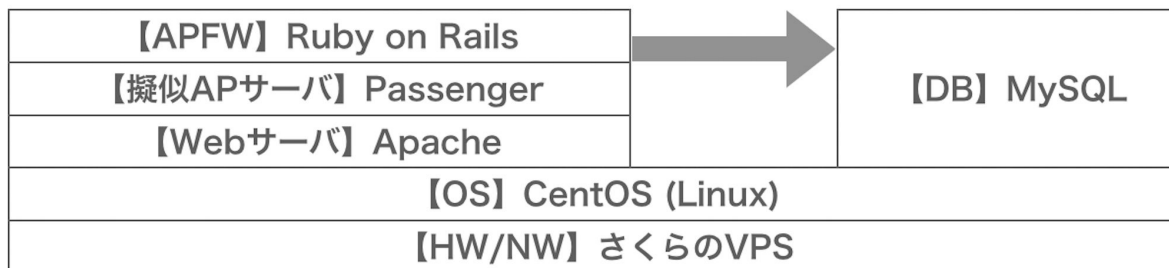 【APFW】Ruby on Rails
【擬似APサーバ】Passenger
【Webサーバ】Apache
【DB】MySQL
【OS】CentOS (Linux)
【HW/NW】さくらのVPS